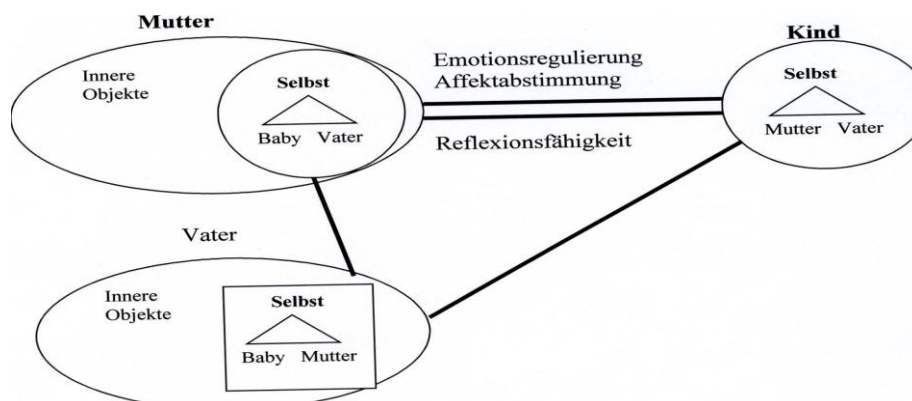 Mutter
Innere
Objekte
Selbst
Baby Vater
Emotionsregulierung
Affektabstimmung
Reflexionsfähigkeit
Kind
Selbst
Mutter Vater
Vater
Innere
Objekte
Selbst
Baby Mutter